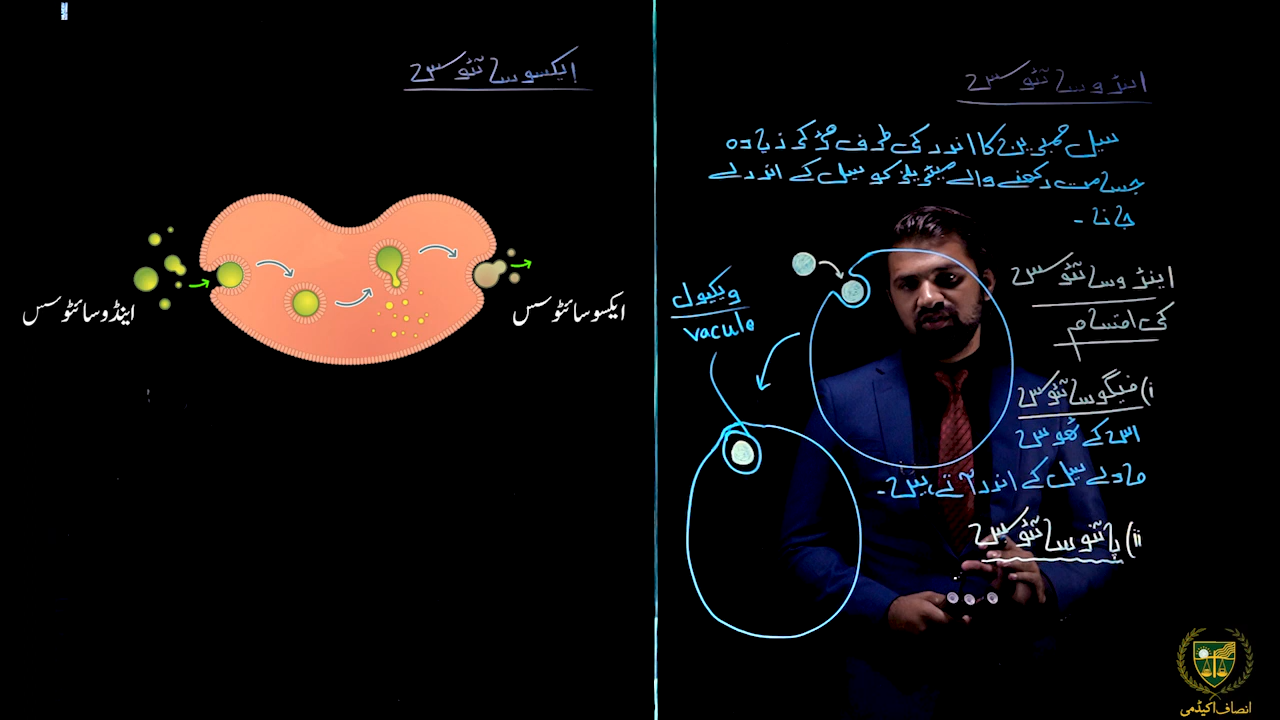 اینڈوسائٹوسس
سیل ممبرین کا اندر کی طرف مڑ کر زیادہ
جسامت رکھنے والے میٹریلز کو سیل کے اندر لے
جانا۔
اینڈوسائٹوسس
کی اقسام
i) فیگوسائٹوسس
اس کے ٹھوس
مادے سیل کے اندر آتے ہیں۔
ii) پائنوسائٹوسس
ویکیول
vacule
ایکسوسائٹوسس
اینڈوسائٹوسس
ایکسوسائٹوسس
انصاف اکیڈمی